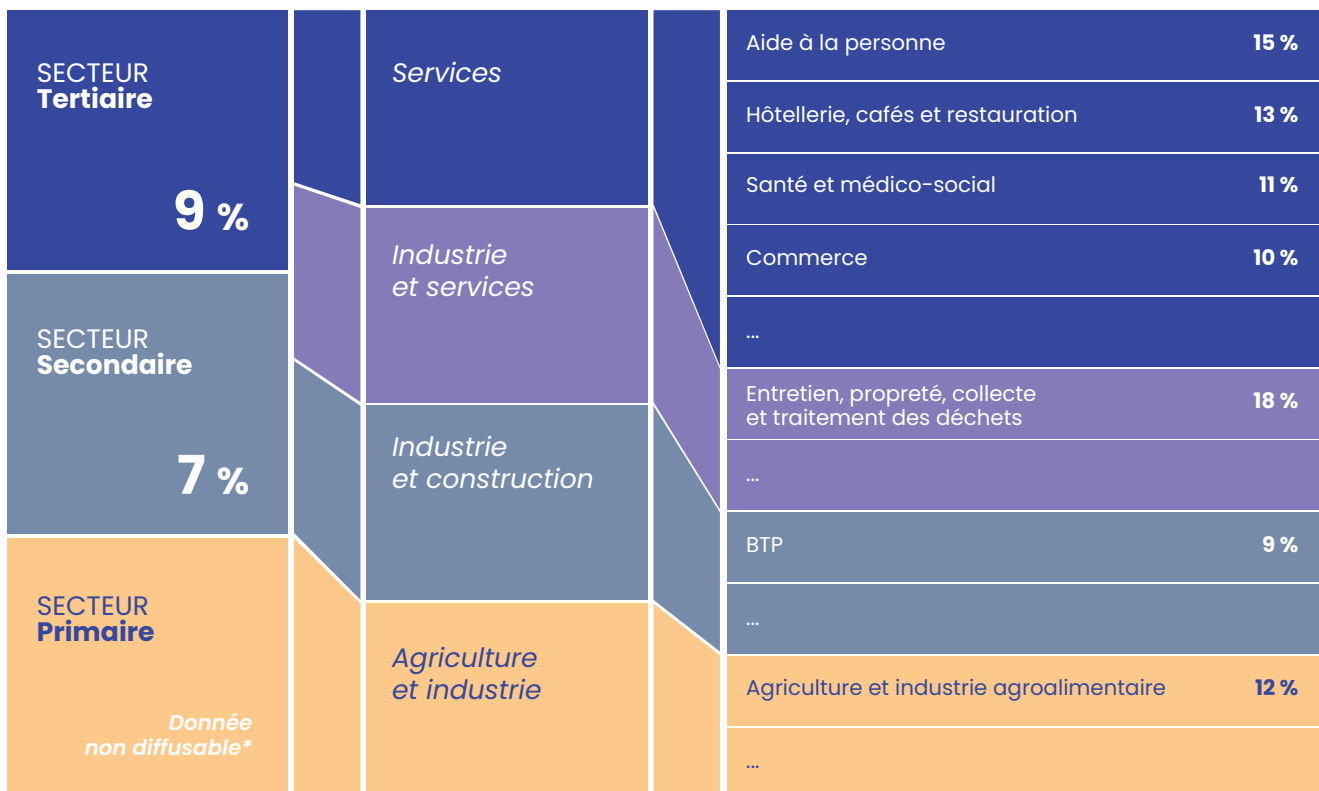 SECTEUR
Tertiaire
9 %
SECTEUR
Secondaire
7 %
SECTEUR
Primaire
Donnée
non diffusable*
Services
Industrie
et services
Industrie
et construction
Agriculture
et industrie
Aide à la personne 15 %
Hôtellerie, cafés et restauration 13 %
Santé et médico-social 11 %
Commerce 10 %
...
Entretien, propreté, collecte
et traitement des déchets 18 %
...
BTP 9 %
...
Agriculture et industrie agroalimentaire 12 %
...